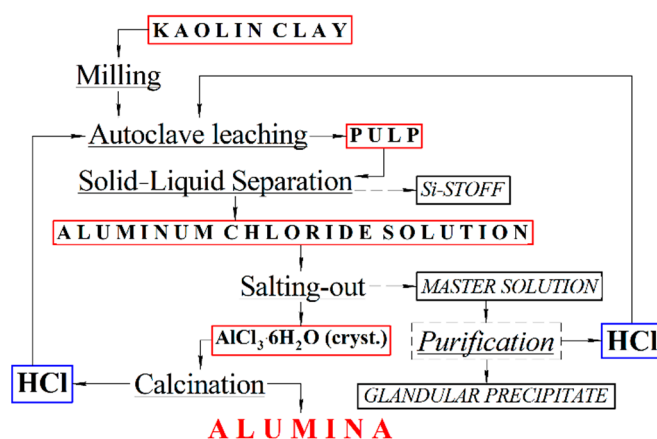 KAOLIN CLAY
Milling
Autoclave leaching
PULP
Solid-Liquid Separation
Si-STOFF
ALUMINUM CHLORIDE SOLUTION
Salting-out
MASTER SOLUTION
AlCl₃·6H₂O (cryst.)
Purification
HCl
HCl
Calcination
GLANDULAR PRECIPITATE
ALUMINA